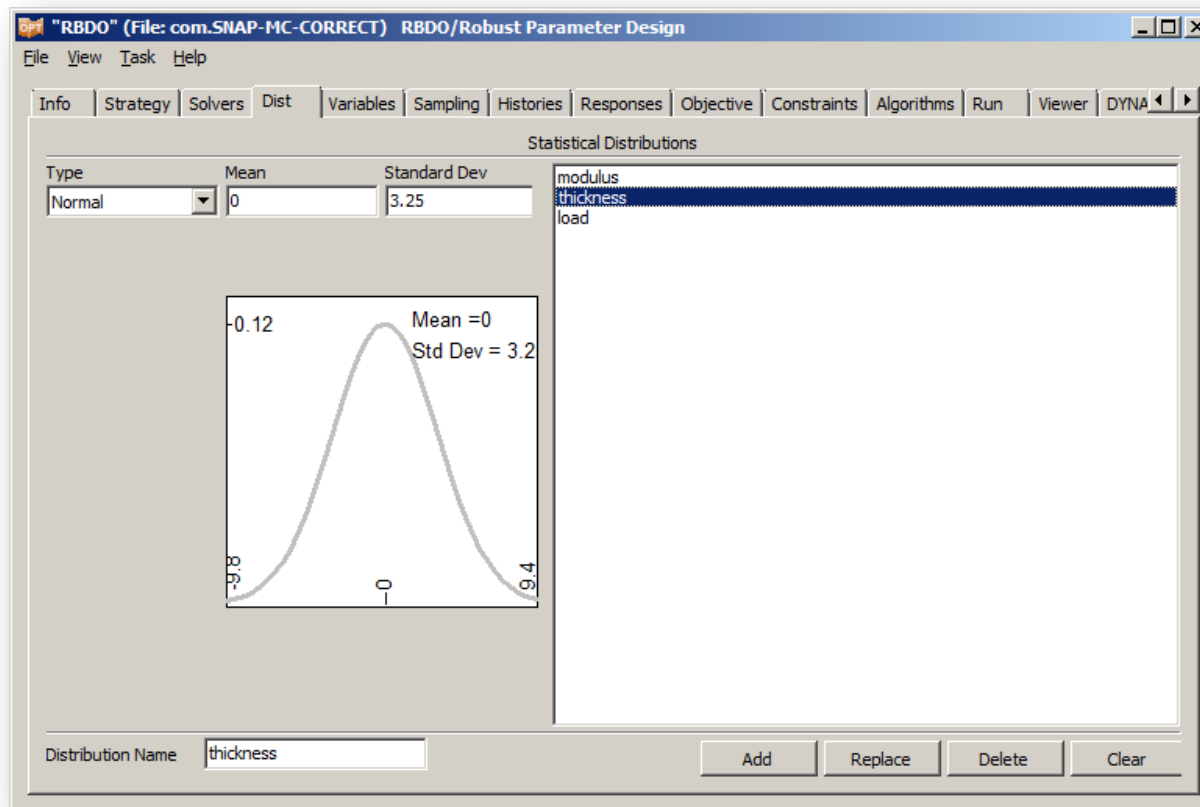 "RBDO" (File: com.SNAP-MC-CORRECT) RBDO/Robust Parameter Design
File View Task Help
Info Strategy Solvers Dist Variables Sampling Histories Responses Objective Constraints Algorithms Run Viewer DYNA
Statistical Distributions
Type Mean Standard Dev
Normal 0 3.25
modulus
thickness
load
0.12
Mean =0
Std Dev = 3.2
-9.8 0 9.4
Distribution Name thickness Add Replace Delete Clear